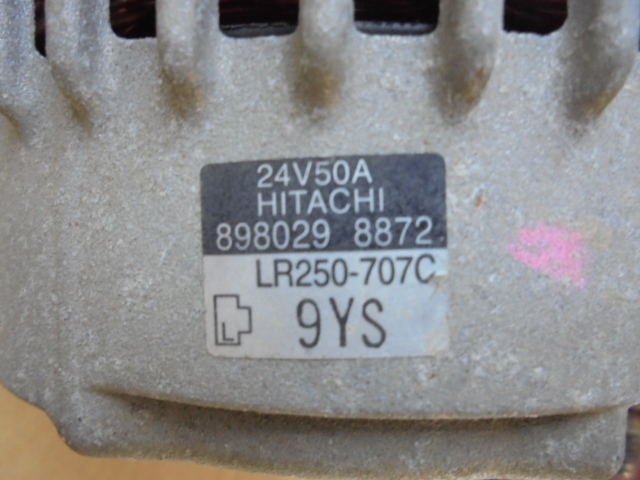 24V50A
HITACHI
898029 8872
LR250-707C
L 9YS